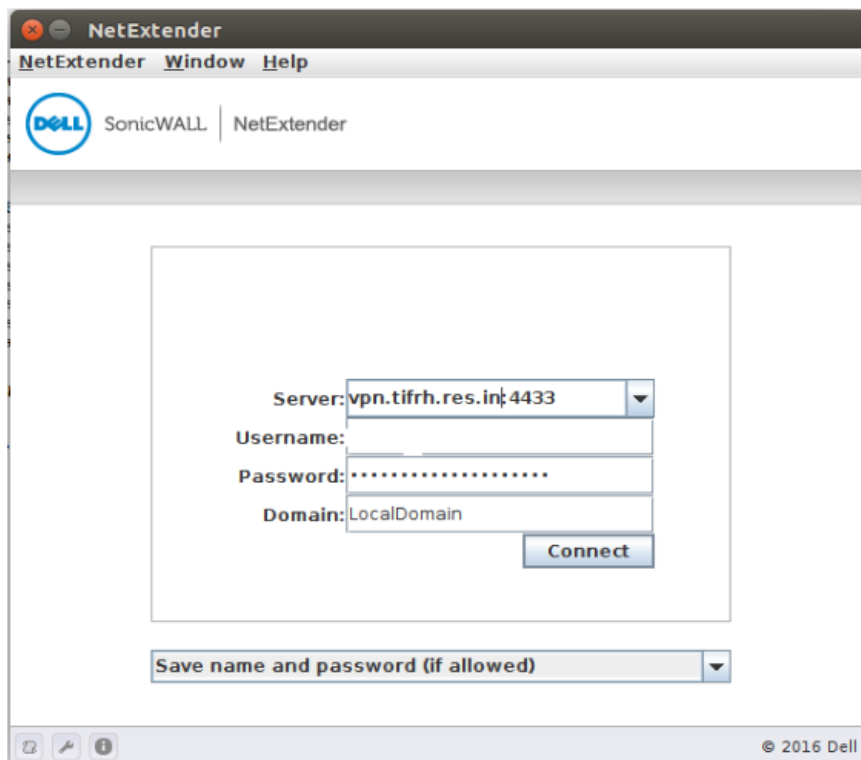 NetExtender
NetExtender Window Help
DELL SonicWALL | NetExtender
Server: vpn.tifrh.res.in:4433
Username:
Password: ••••••••••••••••••••
Domain: LocalDomain
Connect
Save name and password (if allowed)
© 2016 Dell